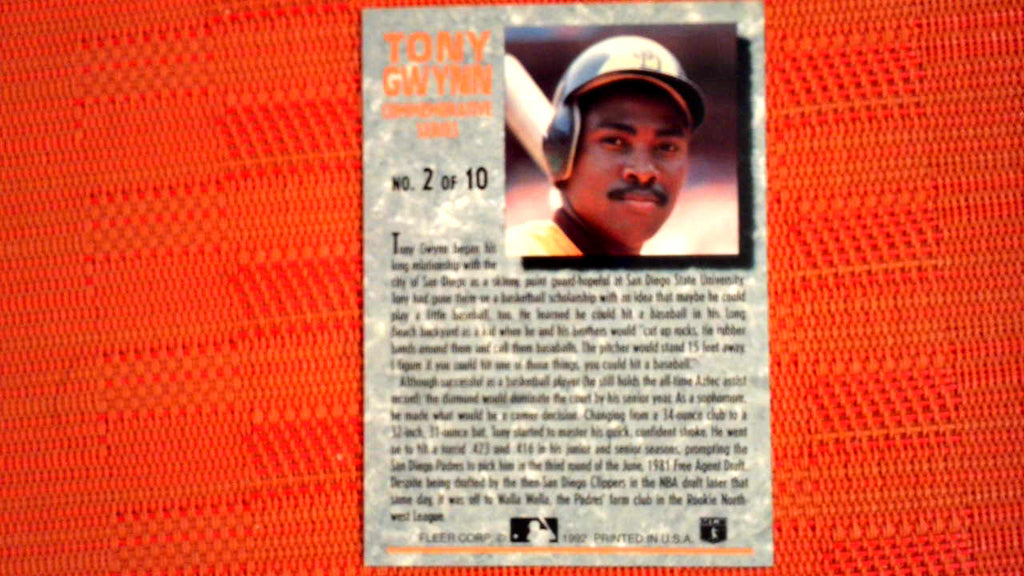 TONY
GWYNN
COMMEMORATIVE
SERIES
NO. 2 OF 10
Tony Gwynn began his
long relationship with the
city of San Diego as a skinny, point guard-hopeful at San Diego State University.
Tony had gone there on a basketball scholarship with an idea that maybe he could
play a little baseball, too. He learned he could hit a baseball in his Long
Beach backyard as a kid when he and his brothers would "cut up rocks, tie rubber
bands around them and call them baseballs. The pitcher would stand 15 feet away.
I figure if you could hit one of those things, you could hit a baseball."
Although successful as a basketball player (he still holds the all-time Aztec assist
record), the diamond would dominate the court by his senior year. As a sophomore,
he made what would be a career decision. Changing from a 34-ounce club to a
32-inch, 31-ounce bat, Tony started to master his quick, confident stroke. He went
on to hit a torrid .423 and .416 in his junior and senior seasons, prompting the
San Diego Padres to pick him in the third round of the June, 1981 Free Agent Draft.
Despite being drafted by the then-San Diego Clippers in the NBA draft later that
same day, it was off to Walla Walla, the Padres' farm club in the Rookie North-
west League.
FLEER CORP. © 1992 PRINTED IN U.S.A.